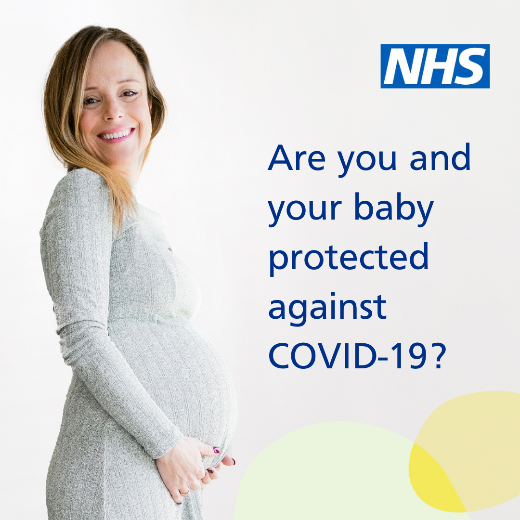 NHS
Are you and
your baby
protected
against
COVID-19?